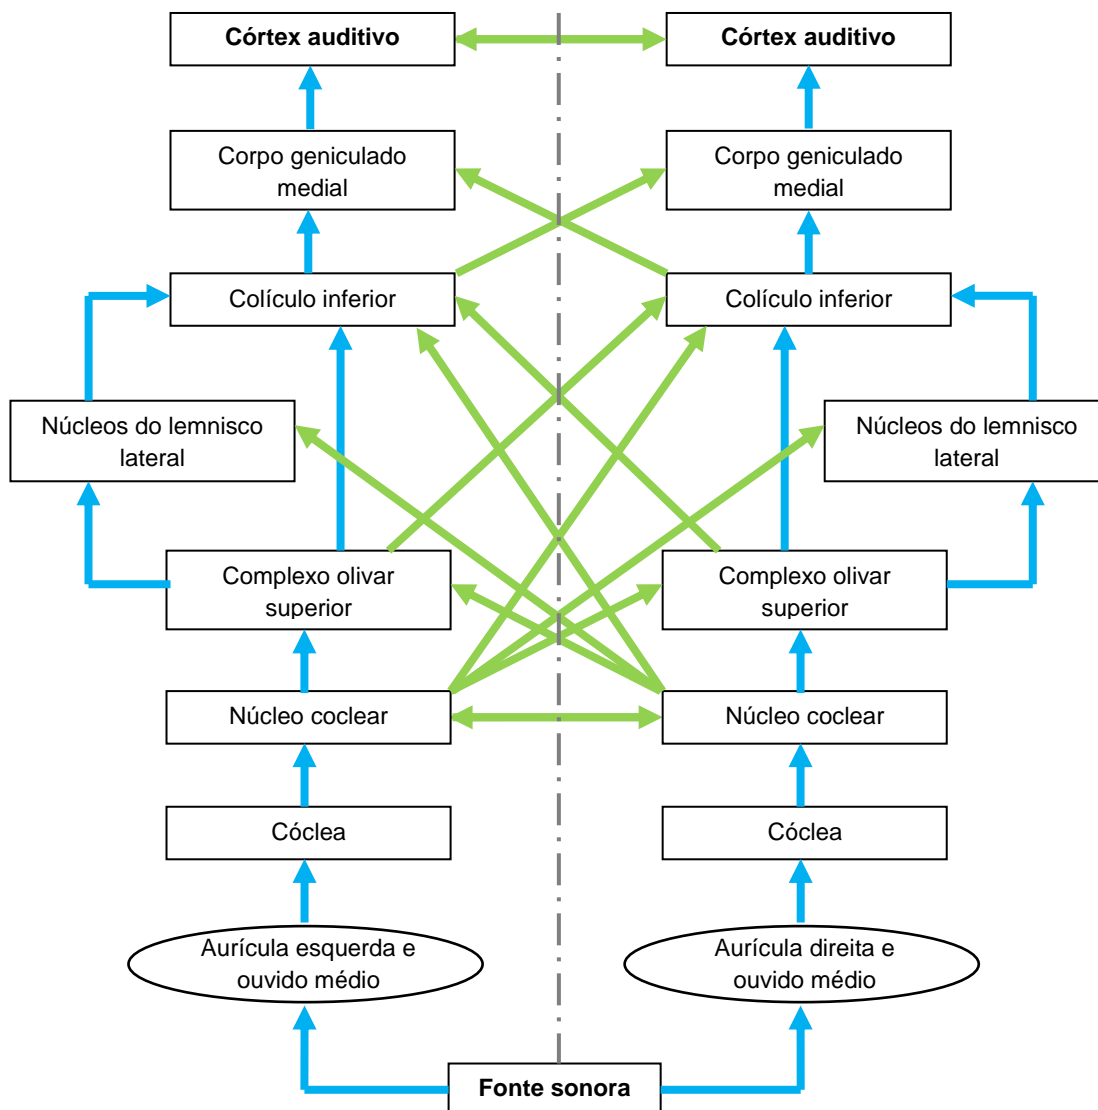 Córtex auditivo
Córtex auditivo
Corpo geniculado
medial
Corpo geniculado
medial
Colículo inferior
Colículo inferior
Núcleos do lemnisco
lateral
Núcleos do lemnisco
lateral
Complexo olivar
superior
Complexo olivar
superior
Núcleo coclear
Núcleo coclear
Cóclea
Cóclea
Aurícula esquerda e
ouvido médio
Aurícula direita e
ouvido médio
Fonte sonora